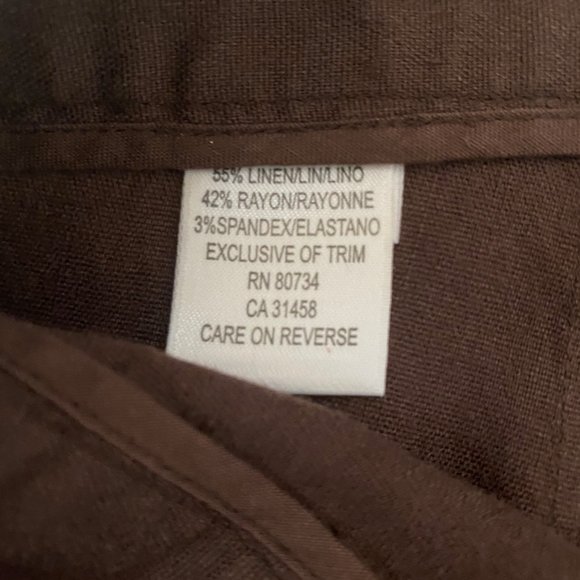 55% LINEN/LIN/LINO
42% RAYON/RAYONNE
3%SPANDEX/ELASTANO
EXCLUSIVE OF TRIM
RN 80734
CA 31458
CARE ON REVERSE